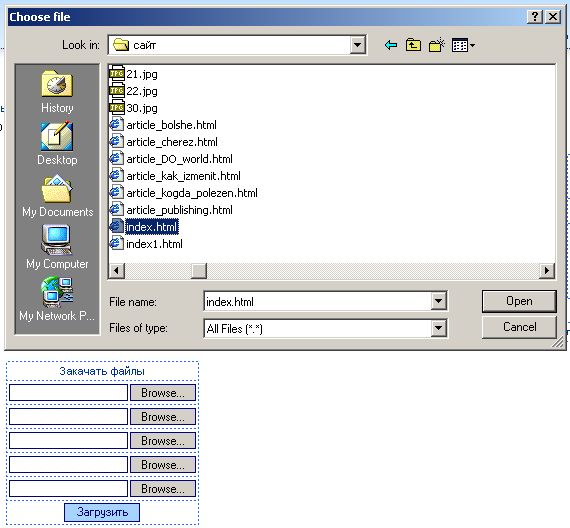 Choose file
Look in: сайт
History
Desktop
My Documents
My Computer
My Network P...
21.jpg
22.jpg
30.jpg
article_bolshe.html
article_cherez.html
article_DO_world.html
article_kak_izmenit.html
article_kogda_polezen.html
article_publishing.html
index.html
index1.html
File name: index.html Open
Files of type: All Files (*.*) Cancel
Закачать файлы
Browse...
Browse...
Browse...
Browse...
Browse...
Загрузить